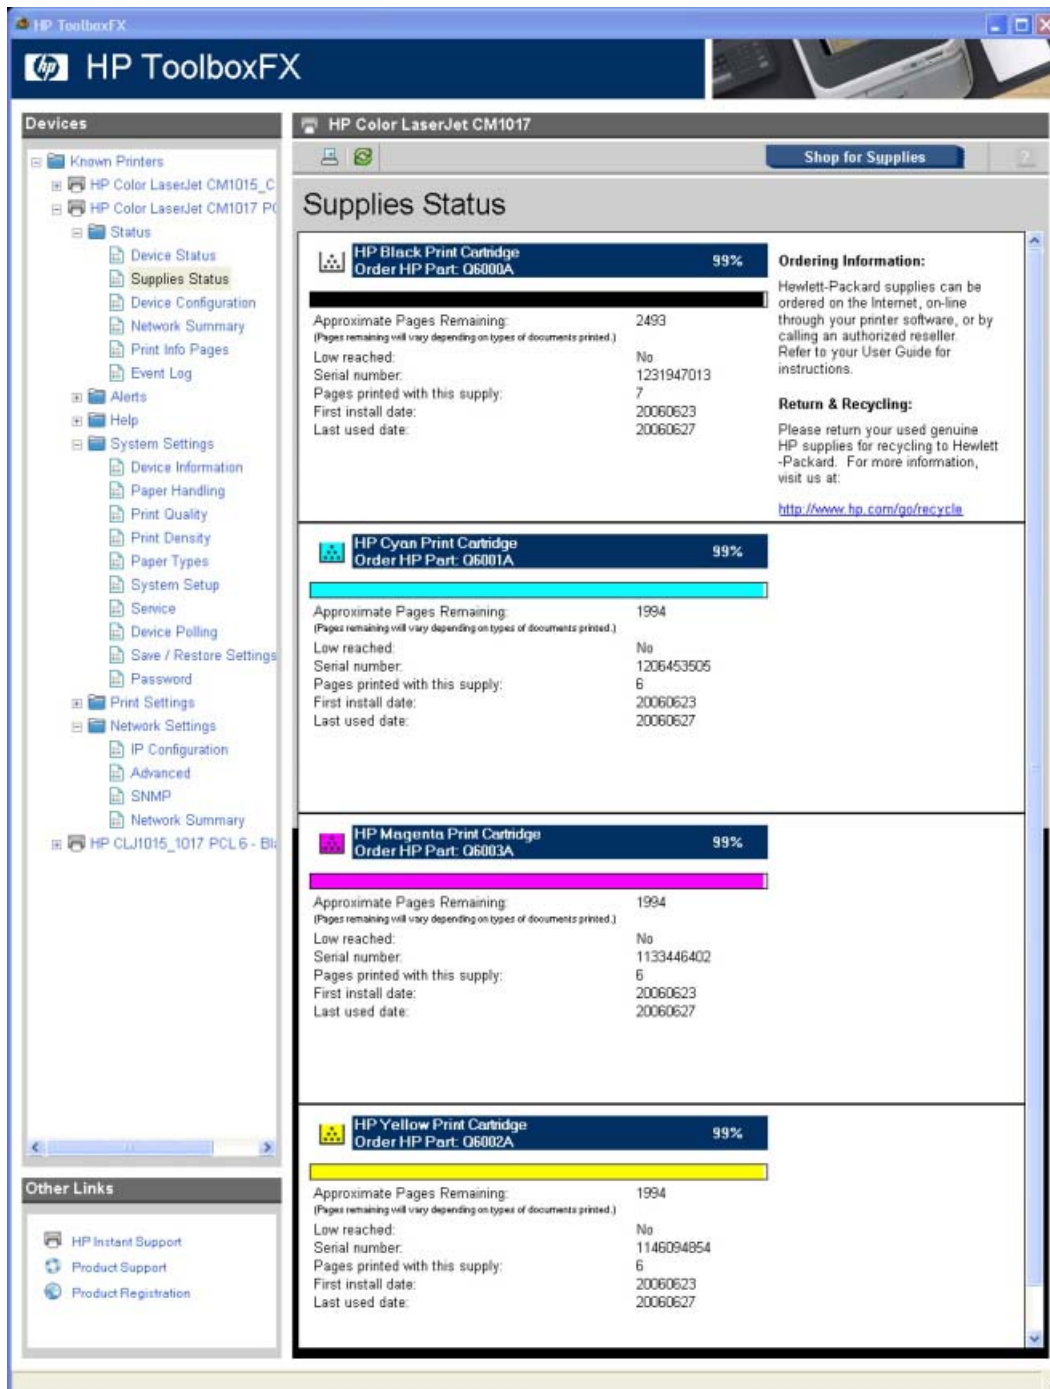 HP ToolboxFX
hp HP ToolboxFX
Devices
Known Printers
HP Color LaserJet CM1015_C
HP Color LaserJet CM1017 PC
Status
Device Status
Supplies Status
Device Configuration
Network Summary
Print Info Pages
Event Log
Alerts
Help
System Settings
Device Information
Paper Handling
Print Quality
Print Density
Paper Types
System Setup
Service
Device Polling
Save / Restore Settings
Password
Print Settings
Network Settings
IP Configuration
Advanced
SNMP
Network Summary
HP CLJ1015_1017 PCL 6 - Bla
Other Links
HP Instant Support
Product Support
Product Registration
HP Color LaserJet CM1017
Shop for Supplies
?
Supplies Status
HP Black Print Cartridge
Order HP Part: Q6000A
99%
Approximate Pages Remaining: 2493
(Pages remaining will vary depending on types of documents printed.)
Low reached: No
Serial number: 1231947013
Pages printed with this supply: 7
First install date: 20060623
Last used date: 20060627
Ordering Information:
Hewlett-Packard supplies can be
ordered on the Internet, on-line
through your printer software, or by
calling an authorized reseller.
Refer to your User Guide for
instructions.
Return & Recycling:
Please return your used genuine
HP supplies for recycling to Hewlett
-Packard. For more information,
visit us at:
http://www.hp.com/go/recycle
HP Cyan Print Cartridge
Order HP Part: Q6001A
99%
Approximate Pages Remaining: 1994
(Pages remaining will vary depending on types of documents printed.)
Low reached: No
Serial number: 1206453505
Pages printed with this supply: 6
First install date: 20060623
Last used date: 20060627
HP Magenta Print Cartridge
Order HP Part: Q6003A
99%
Approximate Pages Remaining: 1994
(Pages remaining will vary depending on types of documents printed.)
Low reached: No
Serial number: 1133446402
Pages printed with this supply: 6
First install date: 20060623
Last used date: 20060627
HP Yellow Print Cartridge
Order HP Part: Q6002A
99%
Approximate Pages Remaining: 1994
(Pages remaining will vary depending on types of documents printed.)
Low reached: No
Serial number: 1146094854
Pages printed with this supply: 6
First install date: 20060623
Last used date: 20060627